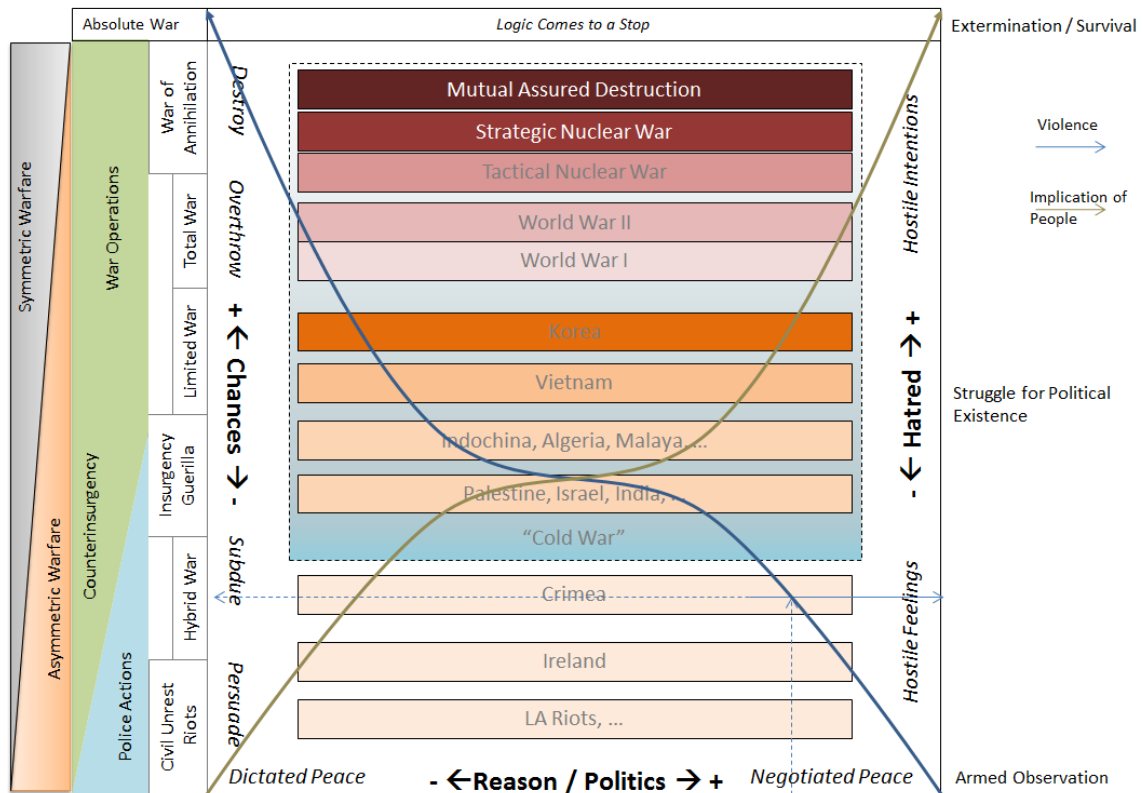 Absolute War
Logic Comes to a Stop
Extermination / Survival
Symmetric Warfare
Asymmetric Warfare
War Operations
Counterinsurgency
Police Actions
War of
Annihilation
Total War
Limited War
Insurgency
Guerilla
Hybrid War
Civil Unrest
Riots
Destroy
Overthrow
- ← Chances → +
Subdue
Persuade
Mutual Assured Destruction
Strategic Nuclear War
Tactical Nuclear War
World War II
World War I
Korea
Vietnam
Indochina, Algeria, Malaya, ...
Palestine, Israel, India, ..
“Cold War”
Crimea
Ireland
LA Riots, ...
Hostile Intentions
- ← Hatred → +
Hostile Feelings
Violence
Implication of
People
Struggle for Political
Existence
Dictated Peace
- ←Reason / Politics → +
Negotiated Peace
Armed Observation